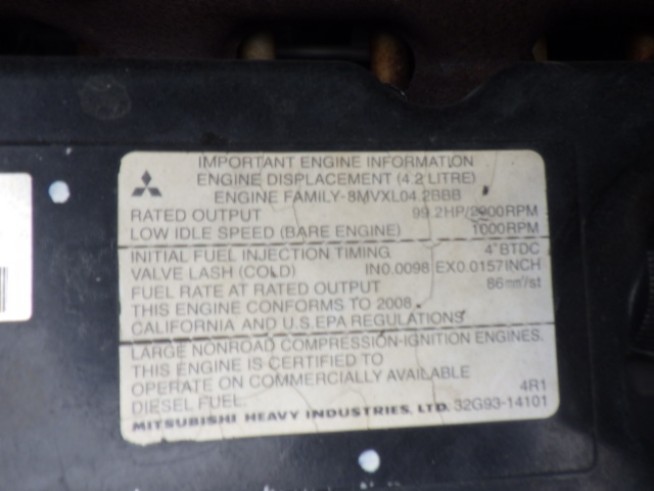 IMPORTANT ENGINE INFORMATION
ENGINE DISPLACEMENT (4.2 LITRE)
ENGINE FAMILY-8MVXL04.2BBB
RATED OUTPUT 99.2HP/2900RPM
LOW IDLE SPEED (BARE ENGINE) 1000RPM
INITIAL FUEL INJECTION TIMING 4°BTDC
VALVE LASH (COLD) IN0.0098 EX0.0157INCH
FUEL RATE AT RATED OUTPUT 86mm³/st
THIS ENGINE CONFORMS TO 2008
CALIFORNIA AND U.S.EPA REGULATIONS
LARGE NONROAD COMPRESSION-IGNITION ENGINES.
THIS ENGINE IS CERTIFIED TO
OPERATE ON COMMERCIALLY AVAILABLE
DIESEL FUEL. 4R1
MITSUBISHI HEAVY INDUSTRIES, LTD. 32G93-14101